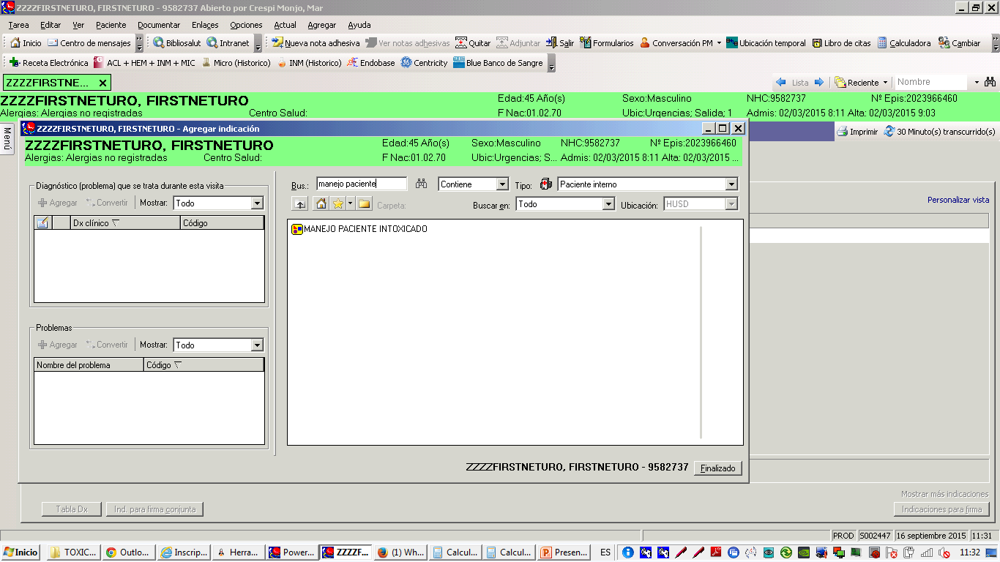 ZZZZFIRSTNETURO, FIRSTNETURO - 9582737 Abierto por Crespi Monjo, Mar
Tarea Editar Ver Paciente Documentar Enlaces Opciones Actual Agregar Ayuda
Inicio Centro de mensajes Bibliosalut Intranet Nueva nota adhesiva Ver notas adhesivas Quitar Adjuntar Salir Formularios Conversación PM Ubicación temporal Libro de citas Calculadora Cambiar
Receta Electrónica ACL + HEM + INM + MIC Micro (Historico) INM (Historico) Endobase Centricity Blue Banco de Sangre
ZZZZFIRSTNE... Lista Reciente Nombre
ZZZZFIRSTNETURO, FIRSTNETURO Edad:45 Año(s) Sexo:Masculino NHC:9582737 Nº Epis:2023966460
Alergias: Alergias no registradas Centro Salud: F Nac:01.02.70 Ubic:Urgencias; Salida; 1 Admis: 02/03/2015 8:11 Alta: 02/03/2015 9:03
Menú
ZZZZFIRSTNETURO, FIRSTNETURO - Agregar indicación
Imprimir 30 Minuto(s) transcurrido(s)
ZZZZFIRSTNETURO, FIRSTNETURO Edad:45 Año(s) Sexo:Masculino NHC:9582737 Nº Epis:2023966460
Alergias: Alergias no registradas Centro Salud: F Nac:01.02.70 Ubic:Urgencias; S... Admis: 02/03/2015 8:11 Alta: 02/03/2015 ...
Diagnóstico (problema) que se trata durante esta visita
Agregar Convertir Mostrar: Todo
Dx clínico Código
Problemas
Agregar Convertir Mostrar: Todo
Nombre del problema Código
Bus.: manejo paciente Contiene Tipo: Paciente interno
Carpeta: Buscar en: Todo Ubicación: HUSD
MANEJO PACIENTE INTOXICADO
ZZZZFIRSTNETURO, FIRSTNETURO - 9582737 Finalizado
Personalizar vista
Mostrar más indicaciones
Tabla Dx Ind. para firma conjunta Indicaciones para firma
PROD S002447 16 septiembre 2015 11:31
Inicio TOXIC... Outlo... Inscrip... Herra... Power... ZZZZF... (1) Wh... Calcul... Calcul... Presen... ES 11:32